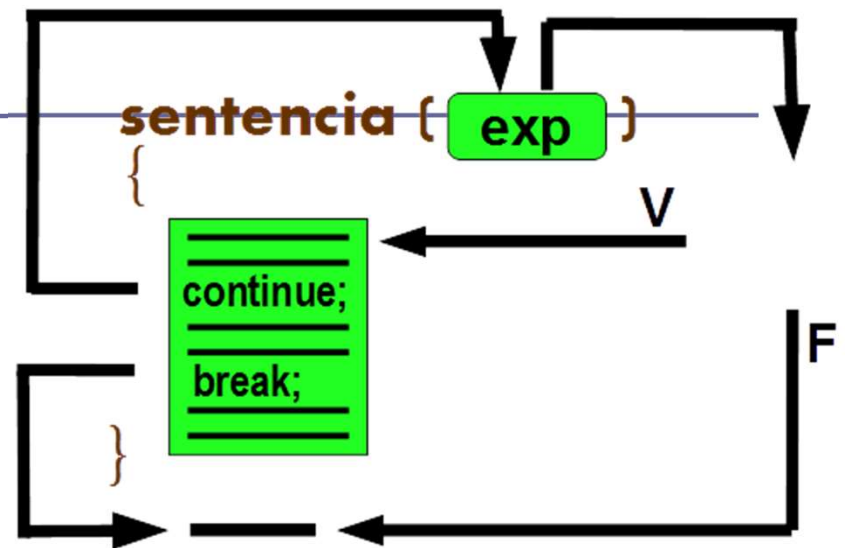 sentencia ( exp )
{
V
continue;
F
break;
}